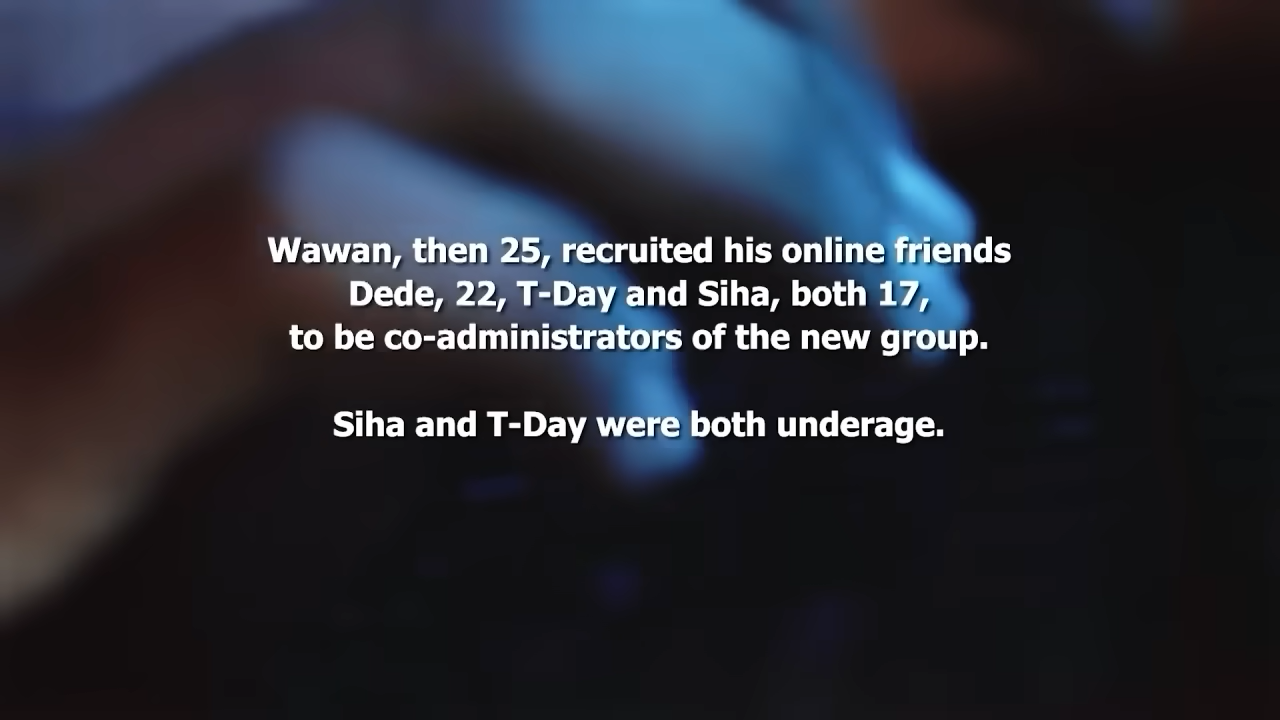 Wawan, then 25, recruited his online friends
Dede, 22, T-Day and Siha, both 17,
to be co-administrators of the new group.
Siha and T-Day were both underage.